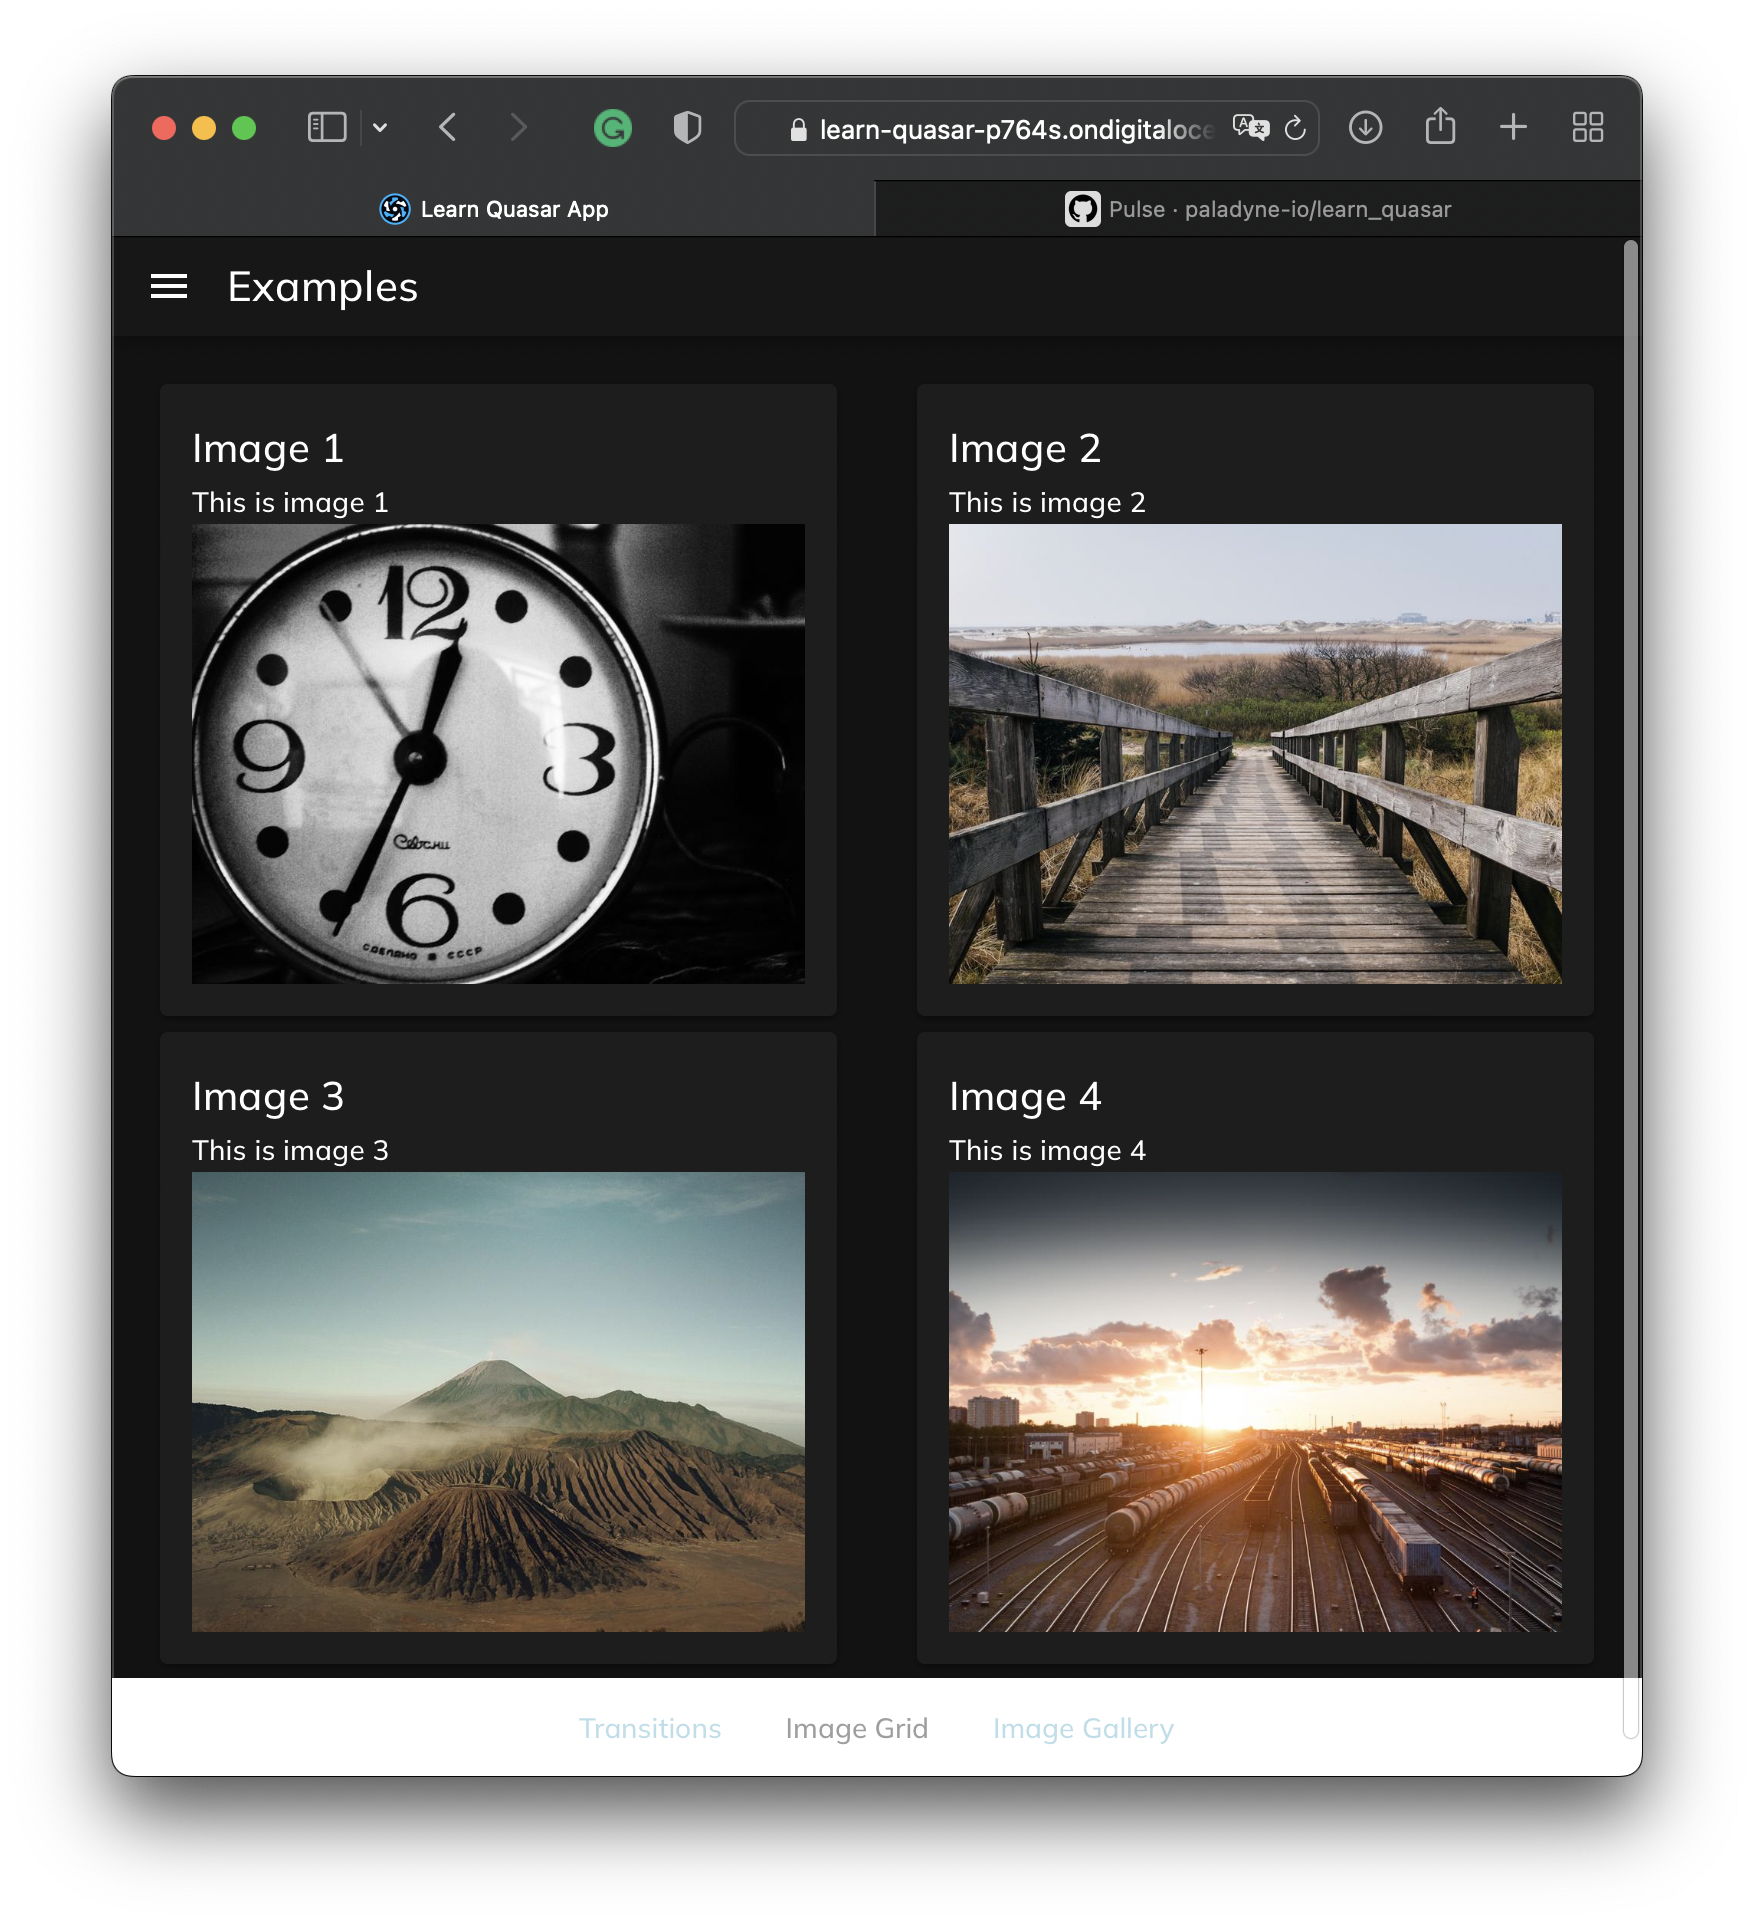 learn-quasar-p764s.ondigitaloce
Learn Quasar App
Pulse · paladyne-io/learn_quasar
Examples
Image 1
This is image 1
12
9
3
6
СДЕЛАНО В СССР
Image 2
This is image 2
Image 3
This is image 3
Image 4
This is image 4
Transitions
Image Grid
Image Gallery